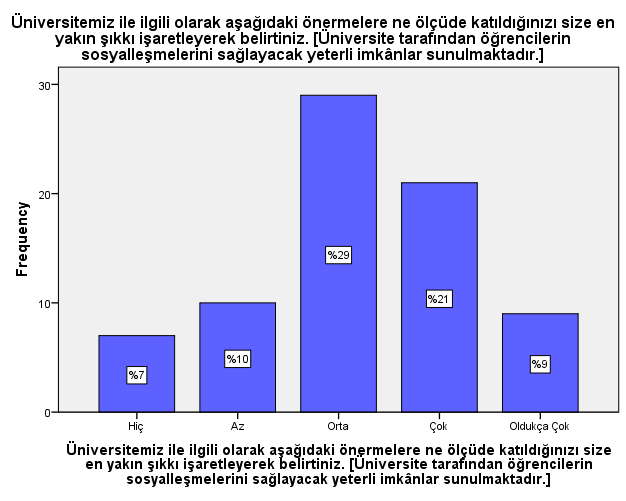 Üniversitemiz ile ilgili olarak aşağıdaki önermelere ne ölçüde katıldığınızı size en
yakın şıkkı işaretleyerek belirtiniz. [Üniversite tarafından öğrencilerin
sosyalleşmelerini sağlayacak yeterli imkânlar sunulmaktadır.]
30
20
10
0
Frequency
%7
%10
%29
%21
%9
Hiç
Az
Orta
Çok
Oldukça Çok
Üniversitemiz ile ilgili olarak aşağıdaki önermelere ne ölçüde katıldığınızı size
en yakın şıkkı işaretleyerek belirtiniz. [Üniversite tarafından öğrencilerin
sosyalleşmelerini sağlayacak yeterli imkânlar sunulmaktadır.]